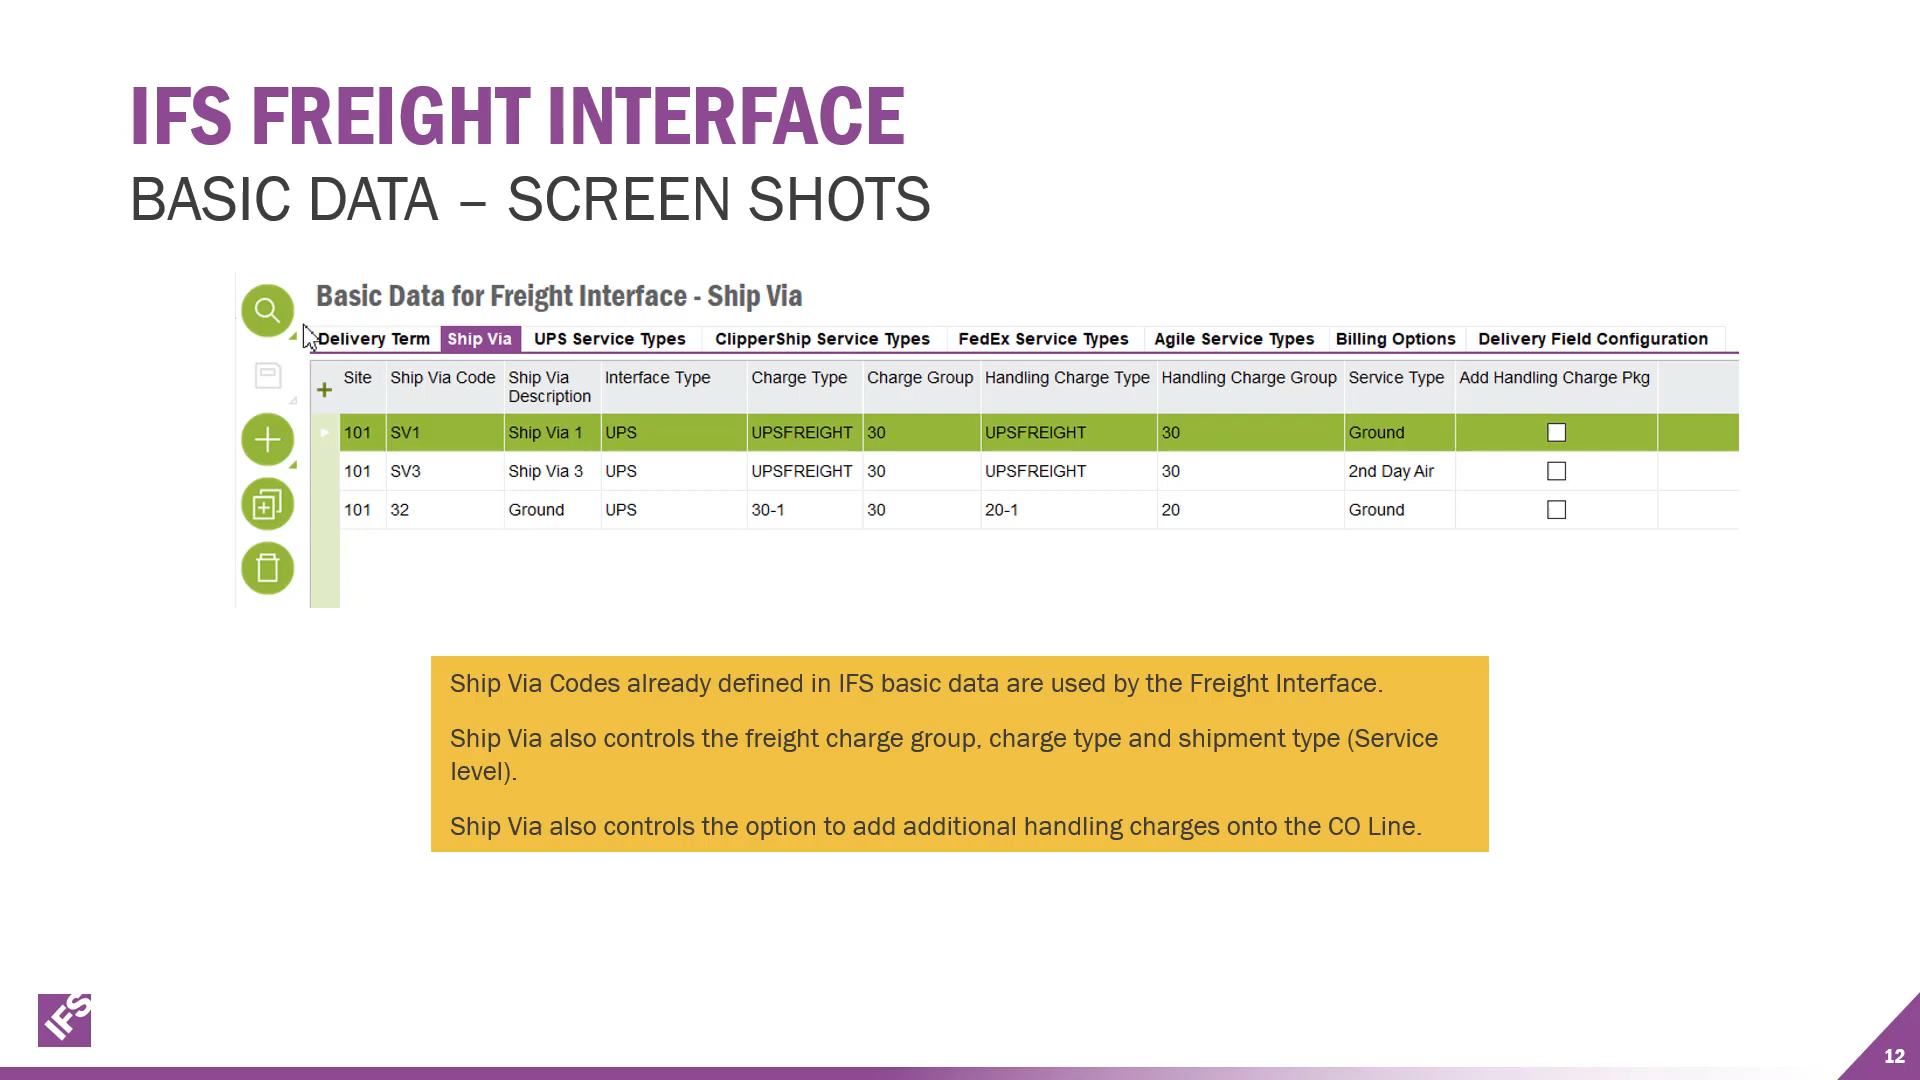 IFS FREIGHT INTERFACE
BASIC DATA – SCREEN SHOTS
Basic Data for Freight Interface - Ship Via
Delivery Term Ship Via UPS Service Types ClipperShip Service Types FedEx Service Types Agile Service Types Billing Options Delivery Field Configuration
Site Ship Via Code Ship Via Description Interface Type Charge Type Charge Group Handling Charge Type Handling Charge Group Service Type Add Handling Charge Pkg
101 SV1 Ship Via 1 UPS UPSFREIGHT 30 UPSFREIGHT 30 Ground
101 SV3 Ship Via 3 UPS UPSFREIGHT 30 UPSFREIGHT 30 2nd Day Air
101 32 Ground UPS 30-1 30 20-1 20 Ground
Ship Via Codes already defined in IFS basic data are used by the Freight Interface.
Ship Via also controls the freight charge group, charge type and shipment type (Service
level).
Ship Via also controls the option to add additional handling charges onto the CO Line.
IFS
12